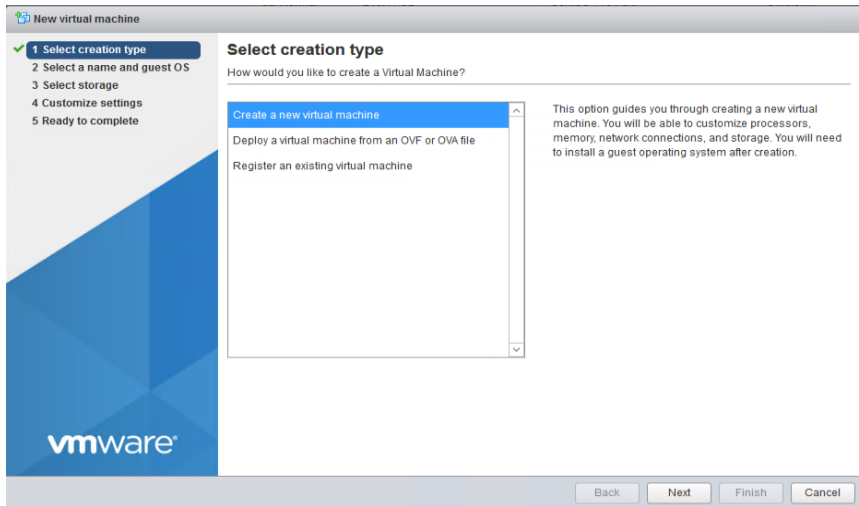 New virtual machine
1 Select creation type
2 Select a name and guest OS
3 Select storage
4 Customize settings
5 Ready to complete
Select creation type
How would you like to create a Virtual Machine?
Create a new virtual machine
Deploy a virtual machine from an OVF or OVA file
Register an existing virtual machine
This option guides you through creating a new virtual
machine. You will be able to customize processors,
memory, network connections, and storage. You will need
to install a guest operating system after creation.
vmware®
Back Next Finish Cancel